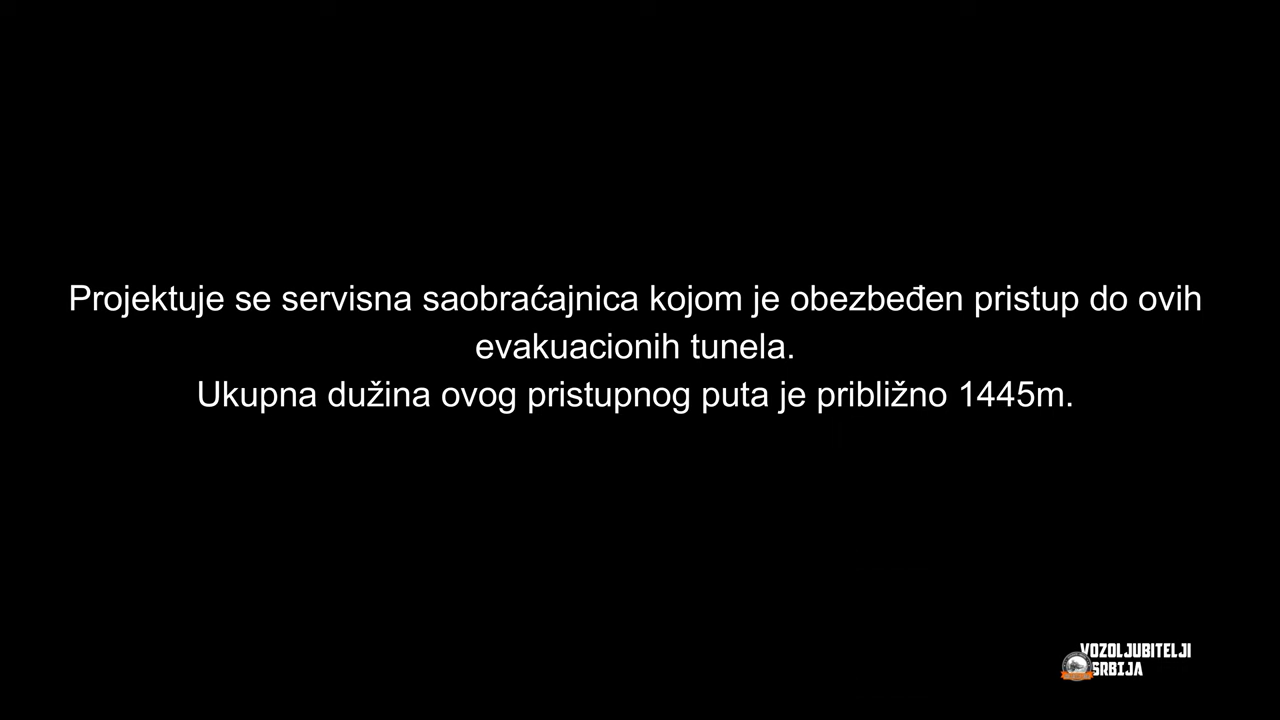 Projektuje se servisna saobraćajnica kojom je obezbeđen pristup do ovih
evakuacionih tunela.
Ukupna dužina ovog pristupnog puta je približno 1445m.
VOZOLJUBITELJI
SRBIJA